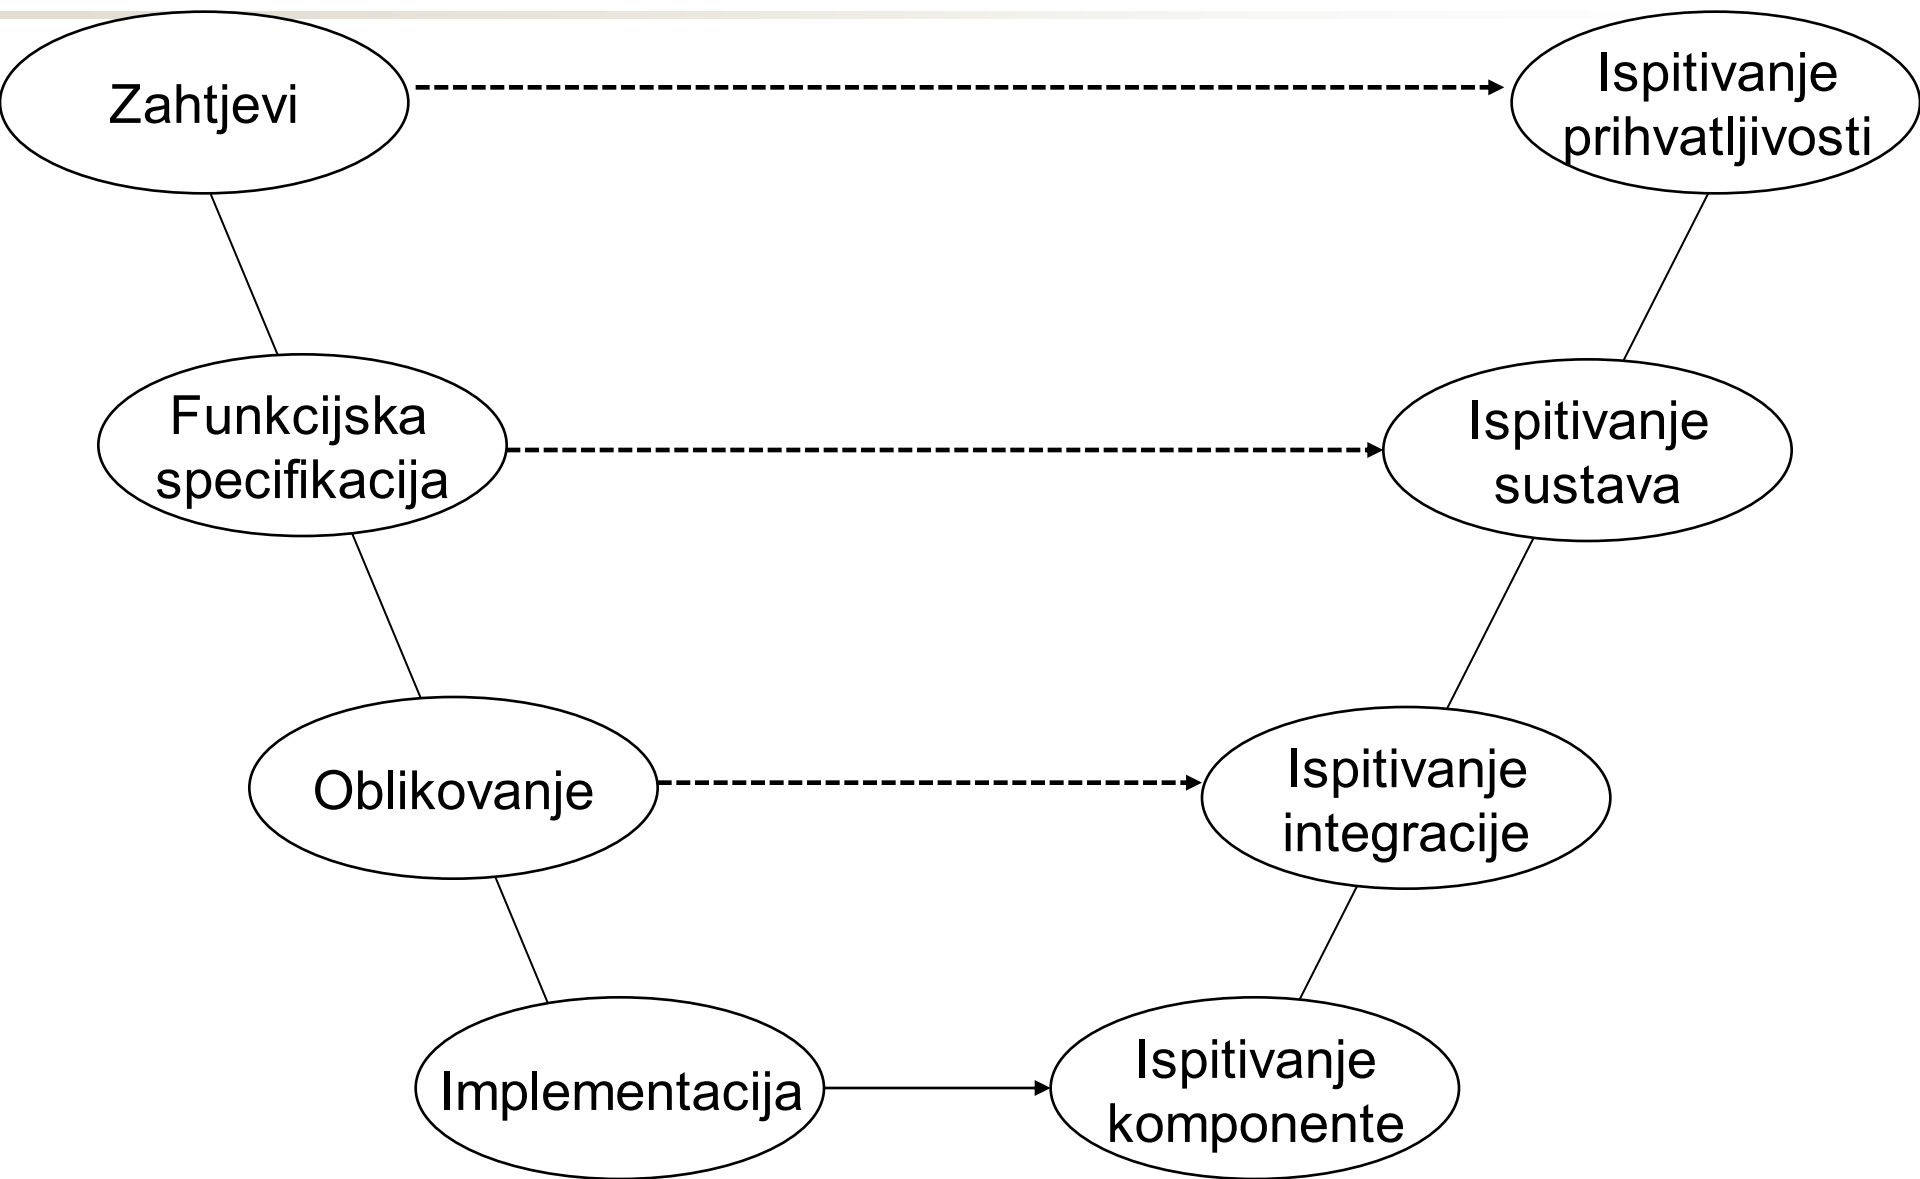 Zahtjevi
Ispitivanje
prihvatljivosti
Funkcijska
specifikacija
Ispitivanje
sustava
Oblikovanje
Ispitivanje
integracije
Implementacija
Ispitivanje
komponente